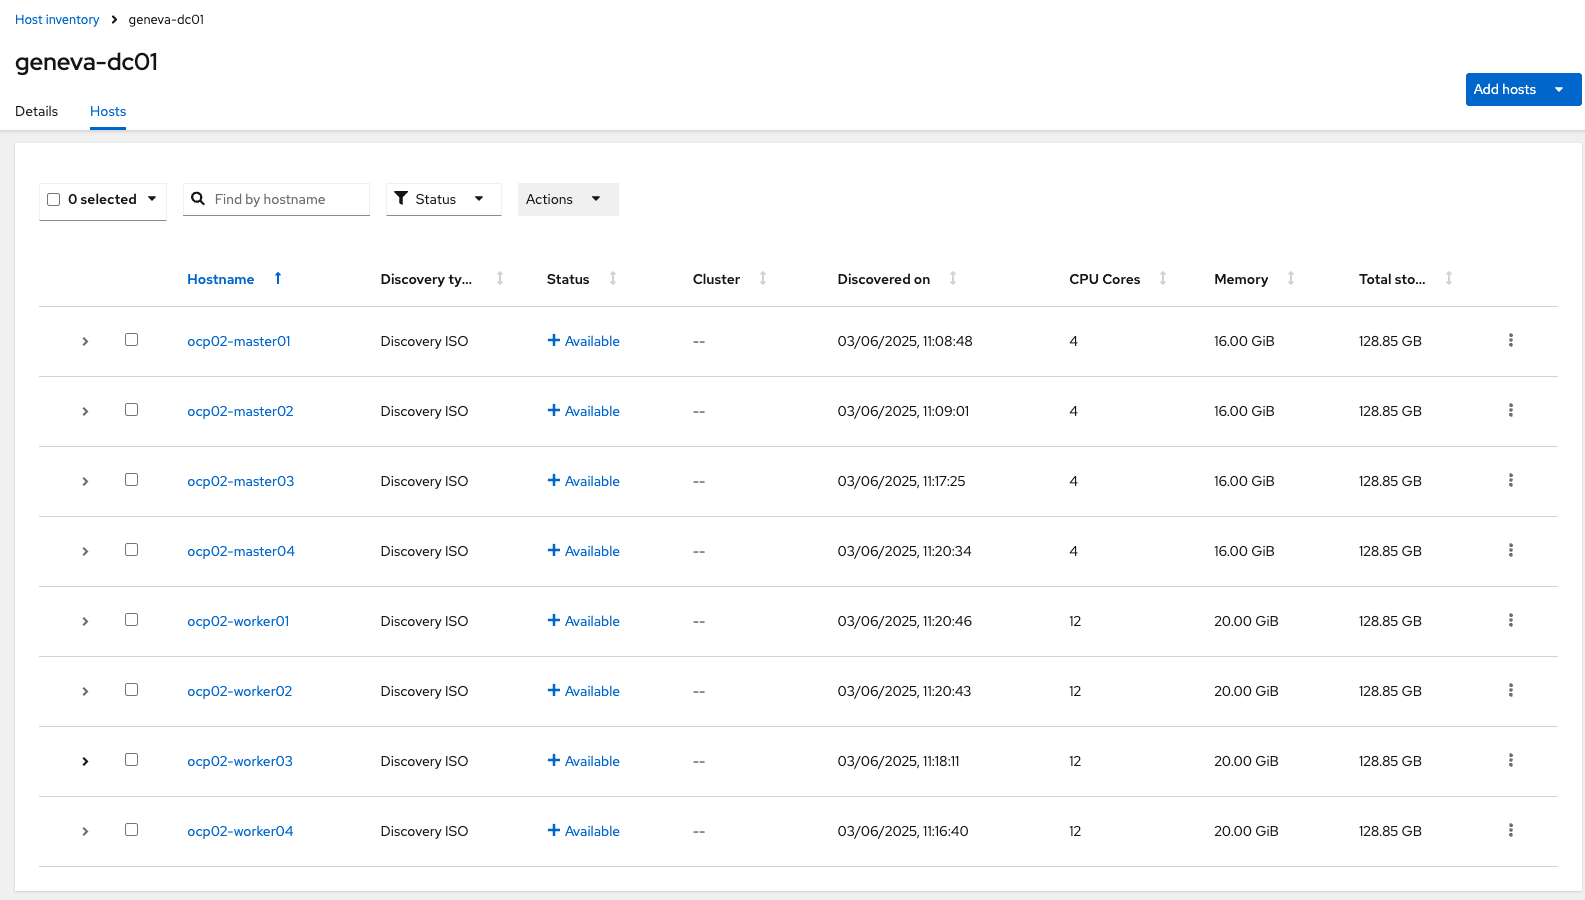 Host inventory > geneva-dc01
geneva-dc01
Details Hosts
Add hosts
0 selected Find by hostname Status Actions
Hostname Discovery ty... Status Cluster Discovered on CPU Cores Memory Total sto...
ocp02-master01 Discovery ISO Available -- 03/06/2025, 11:08:48 4 16.00 GiB 128.85 GB
ocp02-master02 Discovery ISO Available -- 03/06/2025, 11:09:01 4 16.00 GiB 128.85 GB
ocp02-master03 Discovery ISO Available -- 03/06/2025, 11:17:25 4 16.00 GiB 128.85 GB
ocp02-master04 Discovery ISO Available -- 03/06/2025, 11:20:34 4 16.00 GiB 128.85 GB
ocp02-worker01 Discovery ISO Available -- 03/06/2025, 11:20:46 12 20.00 GiB 128.85 GB
ocp02-worker02 Discovery ISO Available -- 03/06/2025, 11:20:43 12 20.00 GiB 128.85 GB
ocp02-worker03 Discovery ISO Available -- 03/06/2025, 11:18:11 12 20.00 GiB 128.85 GB
ocp02-worker04 Discovery ISO Available -- 03/06/2025, 11:16:40 12 20.00 GiB 128.85 GB